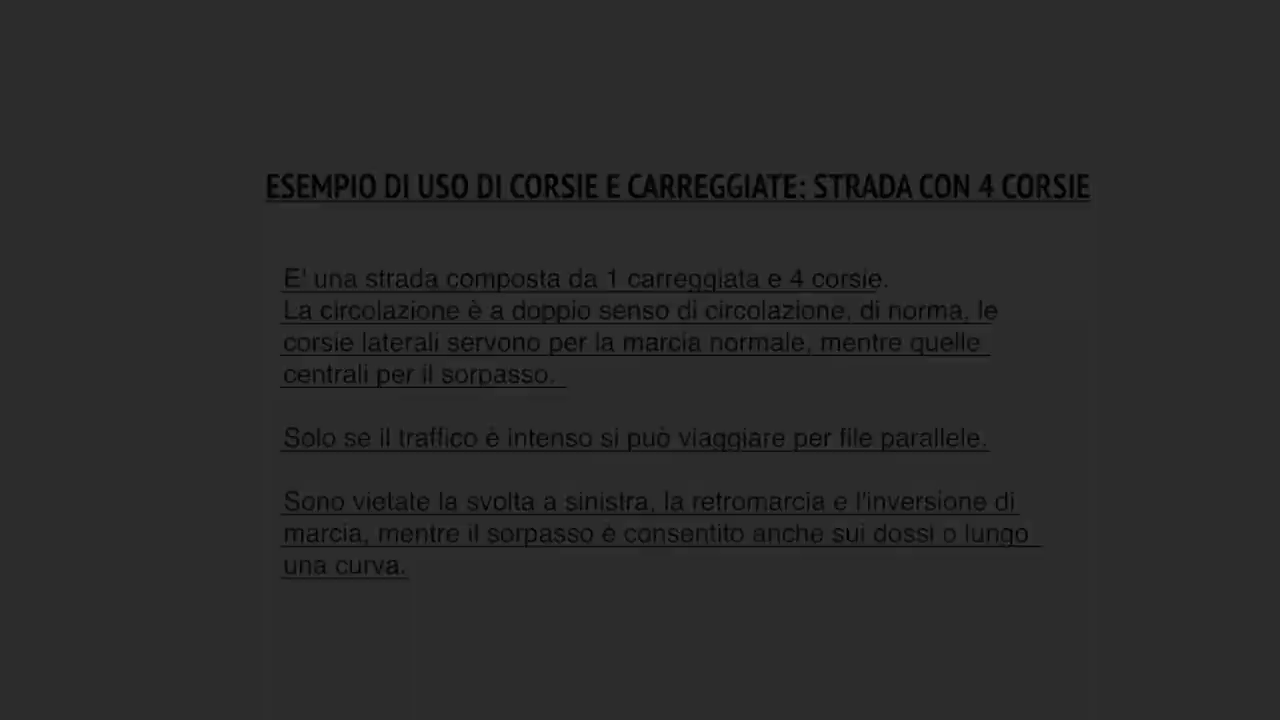 ESEMPIO DI USO DI CORSIE E CARREGGIATE: STRADA CON 4 CORSIE
E' una strada composta da 1 carreggiata e 4 corsie.
La circolazione è a doppio senso di circolazione, di norma, le
corsie laterali servono per la marcia normale, mentre quelle
centrali per il sorpasso.
Solo se il traffico è intenso si può viaggiare per file parallele.
Sono vietate la svolta a sinistra, la retromarcia e l'inversione di
marcia, mentre il sorpasso è consentito anche sui dossi o lungo
una curva.